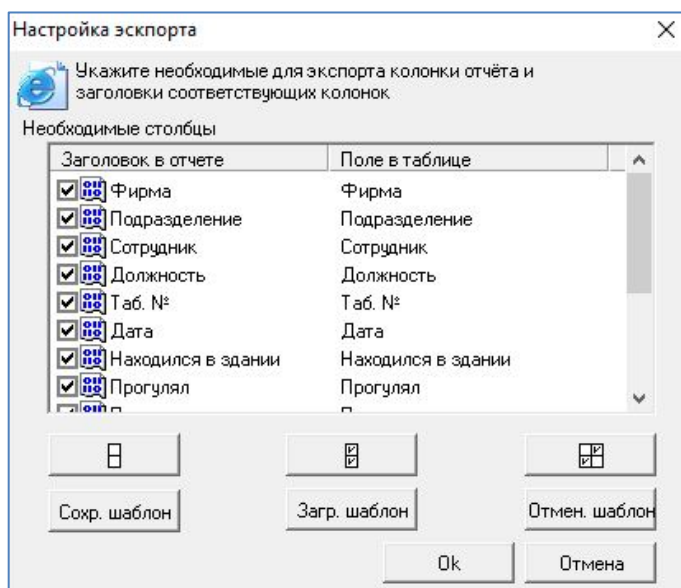 Настройка эскпорта
Укажите необходимые для экспорта колонки отчёта и
заголовки соответствующих колонок
Необходимые столбцы
Заголовок в отчете Поле в таблице
Фирма Фирма
Подразделение Подразделение
Сотрудник Сотрудник
Должность Должность
Таб. № Таб. №
Дата Дата
Находился в здании Находился в здании
Прогулял Прогулял
Сохр. шаблон Загр. шаблон Отмен. шаблон
Ok Отмена